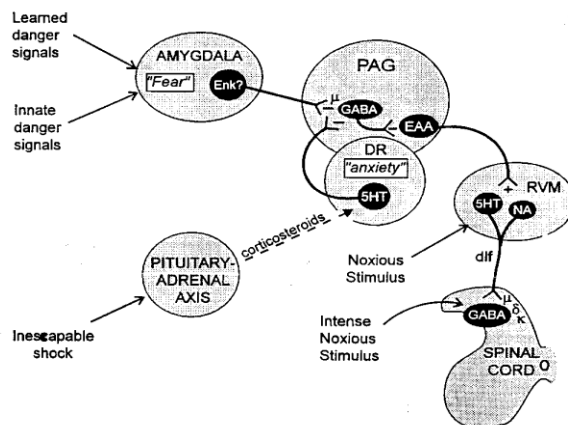 Learned
danger
signals
Innate
danger
signals
AMYGDALA
"Fear"
Enk?
PAG
μ
GABA
EAA
DR
"anxiety"
5HT
corticosteroids
PITUITARY-
ADRENAL
AXIS
Inescapable
shock
RVM
5HT
NA
Noxious
Stimulus
dlf
Intense
Noxious
Stimulus
GABA
μ
δ
κ
SPINAL
CORD